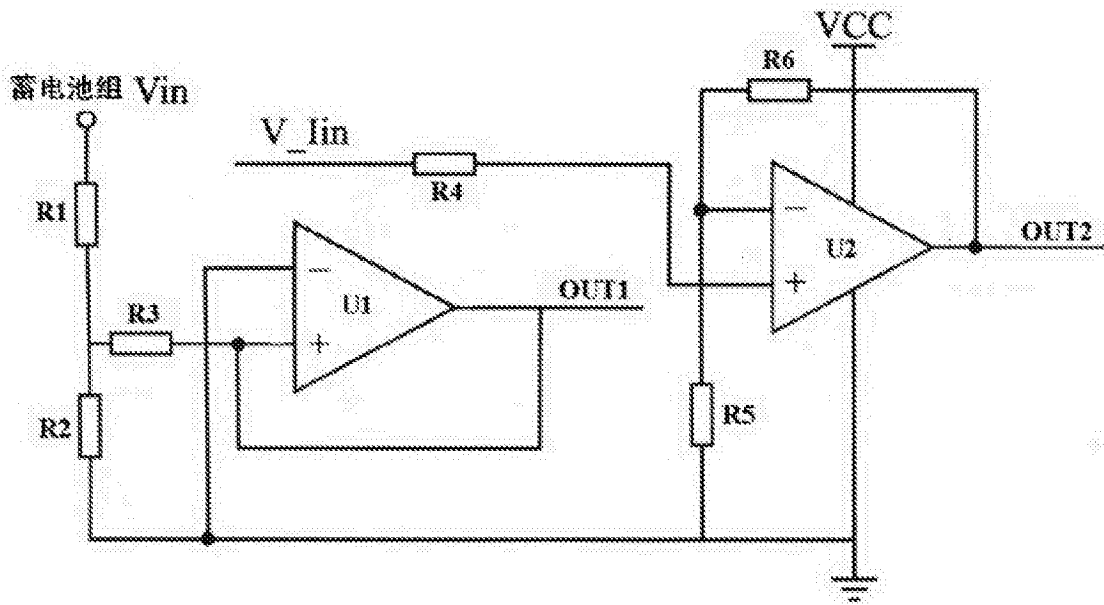 VCC
R6
蓄电池组 Vin
V_Iin
R4
R1
−
U2
OUT2
+
−
U1
OUT1
R3
+
R5
R2